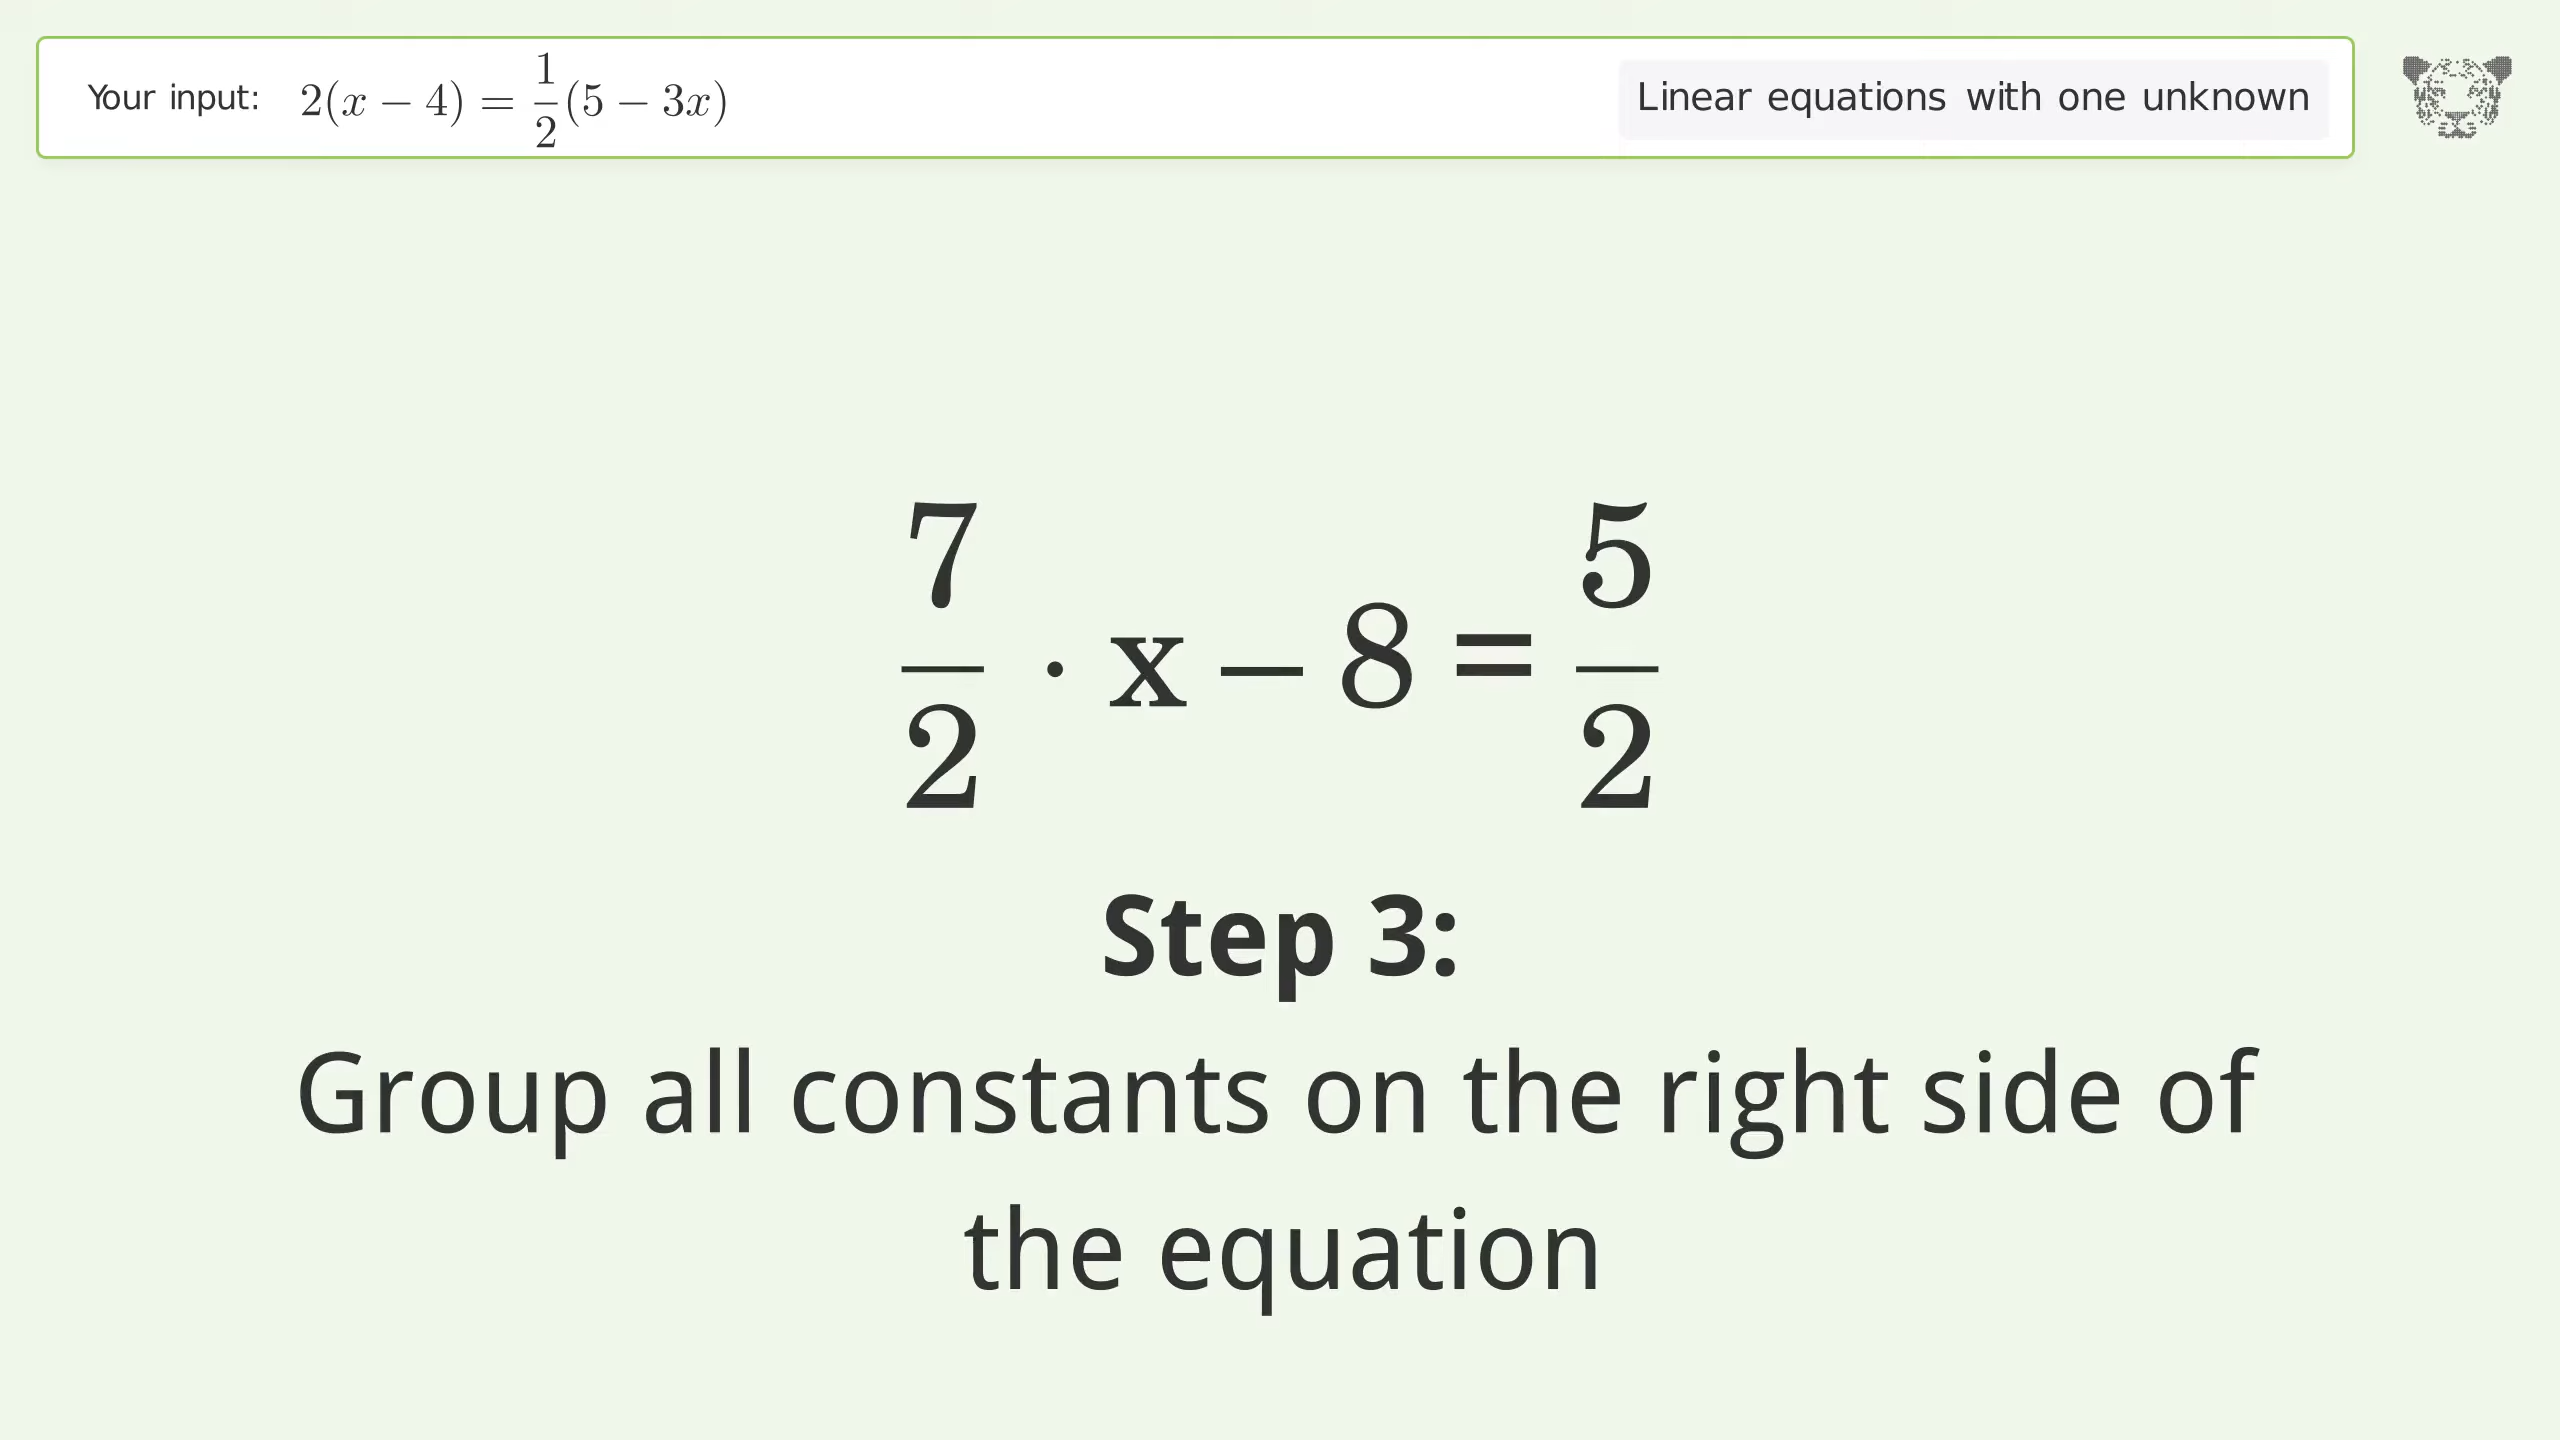 Your input: 2(x − 4) = 1/2(5 − 3x)
Linear equations with one unknown
7/2 · x − 8 = 5/2
Step 3:
Group all constants on the right side of
the equation